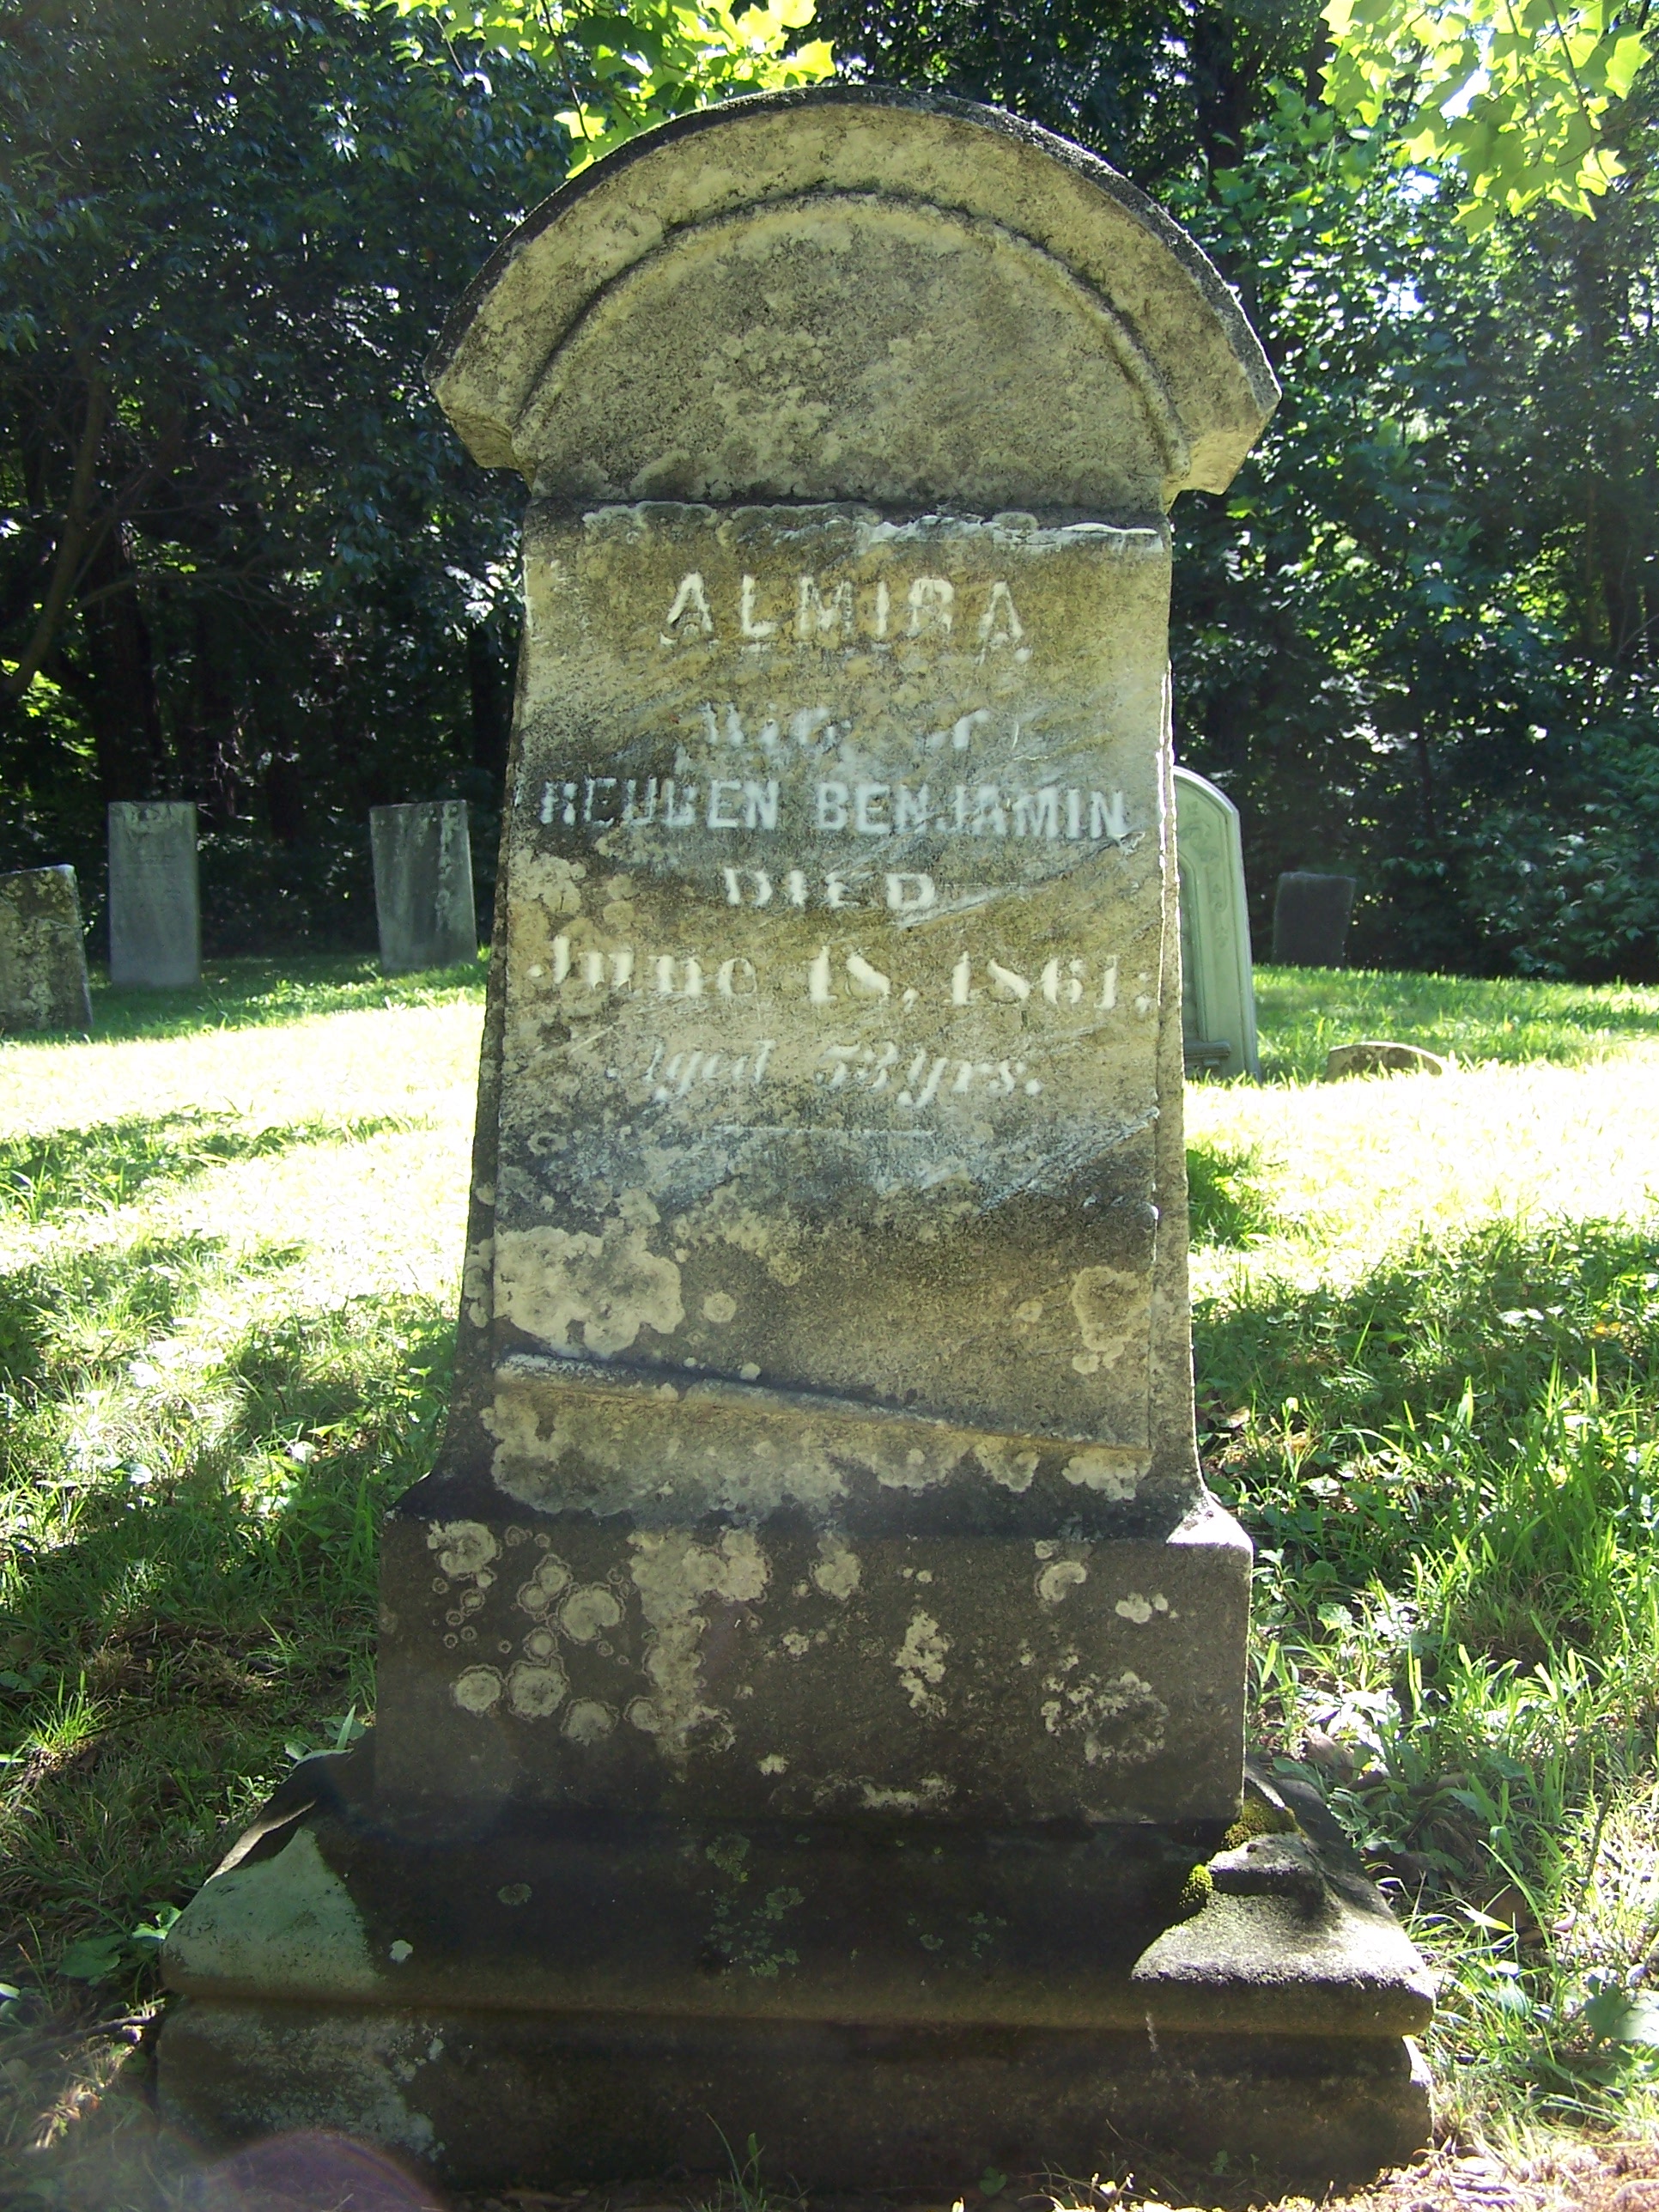 ALMIRA,
Wife of
REUBEN BENJAMIN
DIED
June 18, 1861;
Aged 53 yrs.